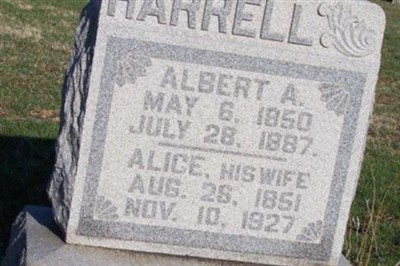 HARRELL
ALBERT A.
MAY 6, 1850
JULY 28, 1887.
ALICE, HIS WIFE
AUG. 26, 1851
NOV. 10, 1927.